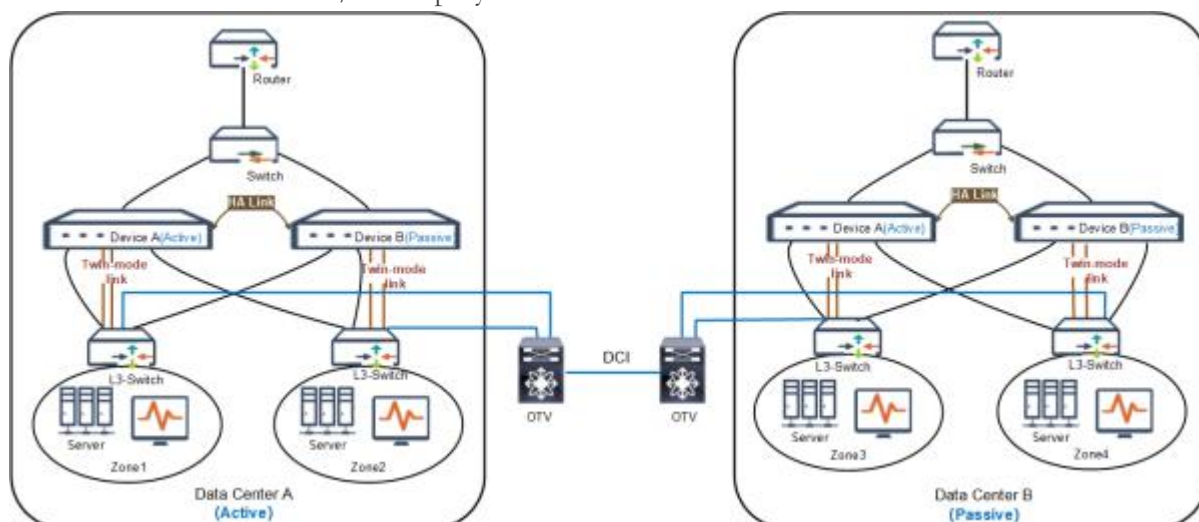 Router
Router
Switch
Switch
HA Link
HA Link
Device A(Active)
Device B(Passive)
Device A(Active)
Device B(Passive)
Twin-mode
link
Twin-mode
link
Twin-mode
link
Twin-mode
link
DCI
L3-Switch
L3-Switch
L3-Switch
L3-Switch
OTV
OTV
Server
Server
Server
Server
Zone1
Zone2
Zone3
Zone4
Data Center A
(Active)
Data Center B
(Passive)